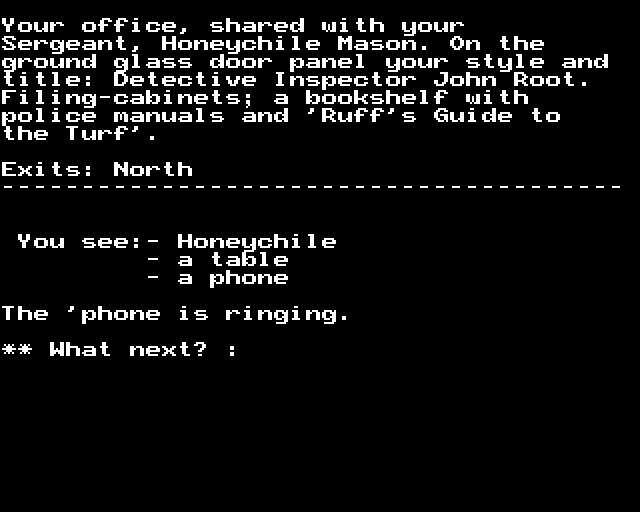 Your office, shared with your
Sergeant, Honeychile Mason. On the
ground glass door panel your style and
title: Detective Inspector John Root.
Filing-cabinets; a bookshelf with
police manuals and 'Ruff's Guide to
the Turf'.
Exits: North
---------------------------------------
You see:- Honeychile
- a table
- a phone
The 'phone is ringing.
** What next? :